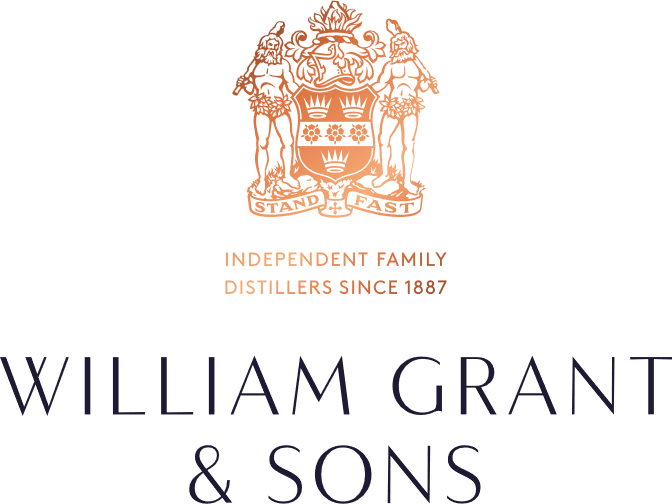 STAND FAST
INDEPENDENT FAMILY
DISTILLERS SINCE 1887
WILLIAM GRANT
& SONS